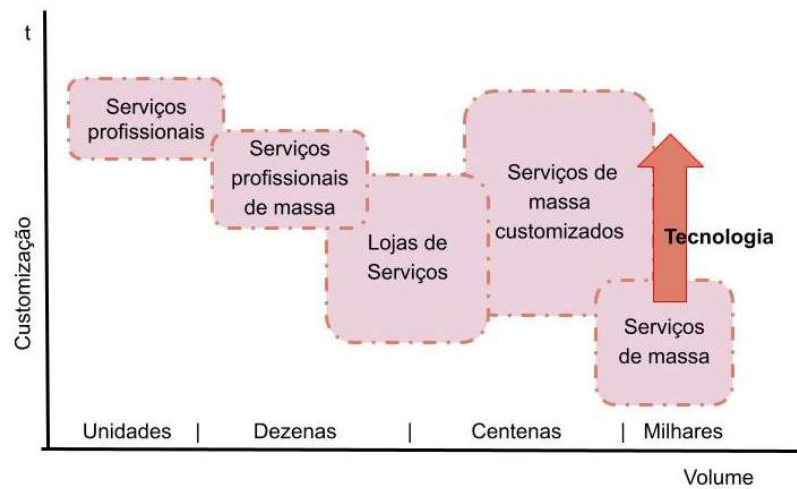 t
Serviços
profissionais
Serviços
profissionais
de massa
Lojas de
Serviços
Serviços de
massa
customizados
Tecnologia
Serviços
de massa
Customização
Unidades | Dezenas | Centenas | Milhares
Volume